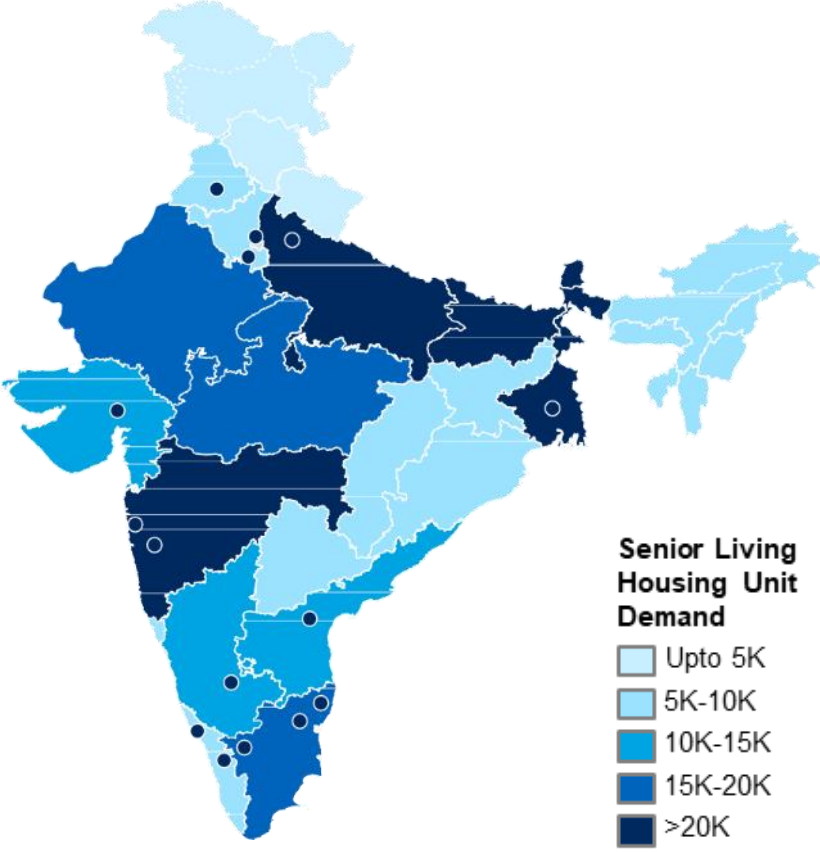 Senior Living
Housing Unit
Demand
Upto 5K
5K-10K
10K-15K
15K-20K
>20K